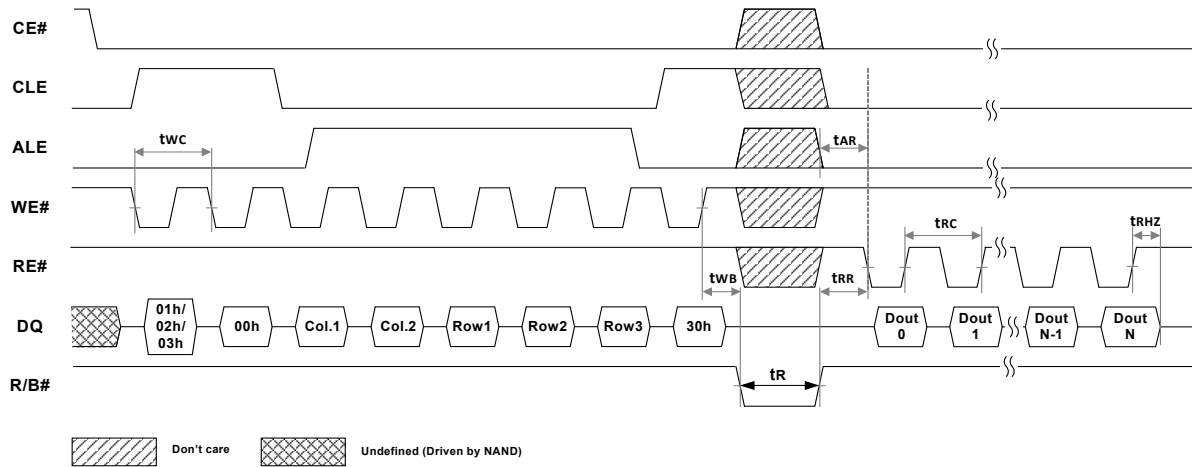 CE#
CLE
ALE
tWC
tAR
WE#
tRC
tRHZ
RE#
tWB
tRR
DQ
01h/
02h/
03h
00h
Col.1
Col.2
Row1
Row2
Row3
30h
Dout
0
Dout
1
Dout
N-1
Dout
N
R/B#
tR
Don't care
Undefined (Driven by NAND)